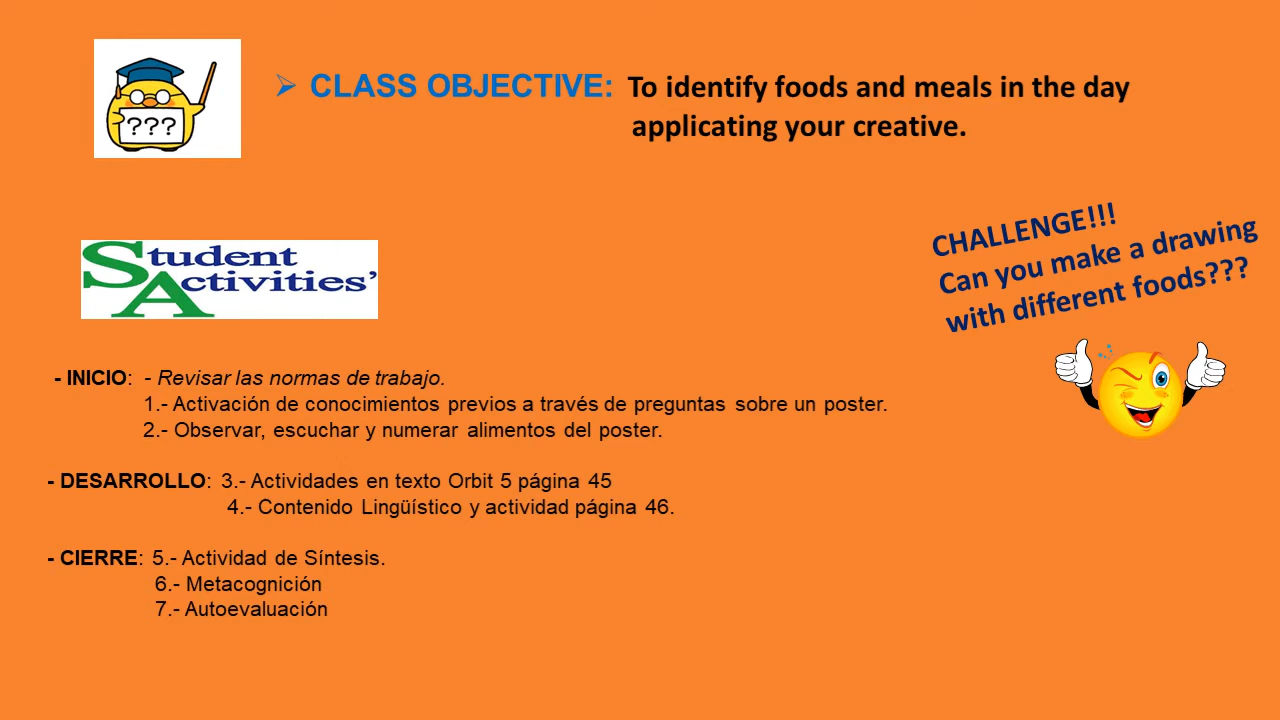 ???
➢ CLASS OBJECTIVE: To identify foods and meals in the day
applicating your creative.
CHALLENGE!!!
Can you make a drawing
with different foods???
Student
Activities’
- INICIO: - Revisar las normas de trabajo.
1.- Activación de conocimientos previos a través de preguntas sobre un poster.
2.- Observar, escuchar y numerar alimentos del poster.
- DESARROLLO: 3.- Actividades en texto Orbit 5 página 45
4.- Contenido Lingüístico y actividad página 46.
- CIERRE: 5.- Actividad de Síntesis.
6.- Metacognición
7.- Autoevaluación